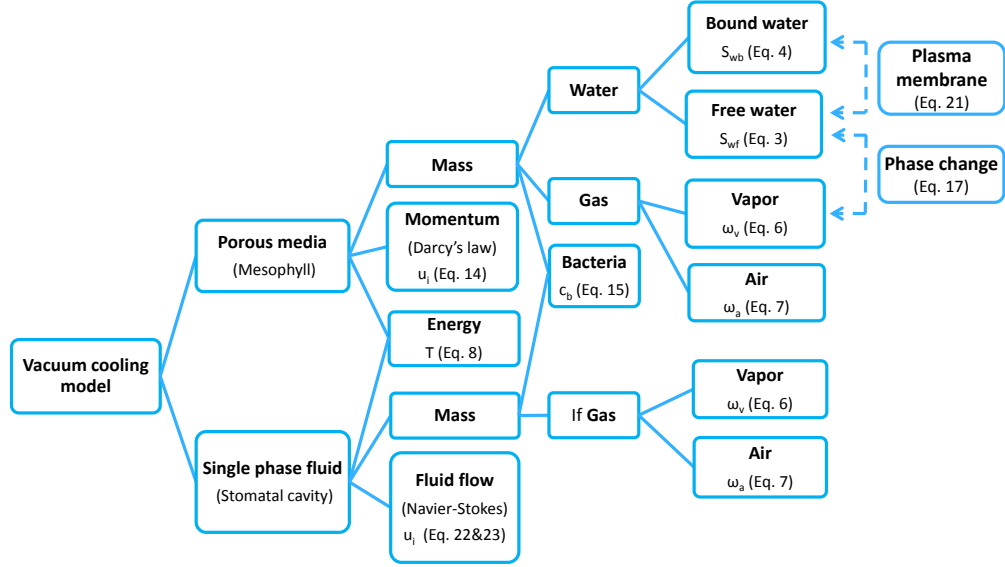 Vacuum cooling
model
Porous media
(Mesophyll)
Single phase fluid
(Stomatal cavity)
Mass
Momentum
(Darcy's law)
u_i (Eq. 14)
Energy
T (Eq. 8)
Mass
Fluid flow
(Navier-Stokes)
u_i (Eq. 22&23)
Water
Gas
Bacteria
c_b (Eq. 15)
If Gas
Bound water
S_wb (Eq. 4)
Free water
S_wf (Eq. 3)
Vapor
ω_v (Eq. 6)
Air
ω_a (Eq. 7)
Vapor
ω_v (Eq. 6)
Air
ω_a (Eq. 7)
Plasma
membrane
(Eq. 21)
Phase change
(Eq. 17)